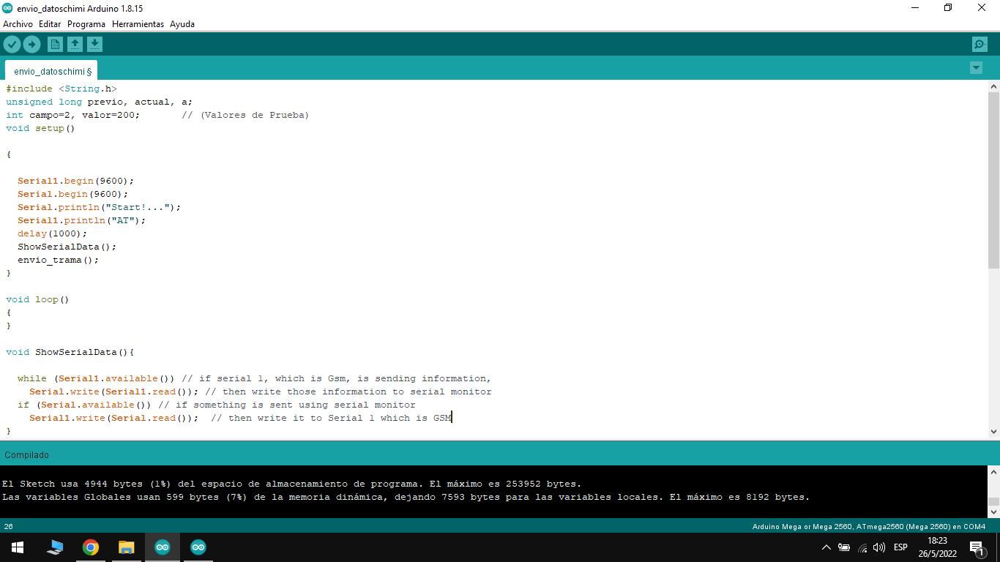 envio_datoschimi Arduino 1.8.15
Archivo Editar Programa Herramientas Ayuda
envio_datoschimi §
#include <String.h>
unsigned long previo, actual, a;
int campo=2, valor=200;       // (Valores de Prueba)
void setup()
{
  Serial1.begin(9600);
  Serial.begin(9600);
  Serial.println("Start!...");
  Serial1.println("AT");
  delay(1000);
  ShowSerialData();
  envio_trama();
}
void loop()
{
}
void ShowSerialData(){
  while (Serial1.available()) // if serial 1, which is Gsm, is sending information,
    Serial.write(Serial1.read()); // then write those information to serial monitor
  if (Serial.available()) // if something is sent using serial monitor
    Serial1.write(Serial.read());  // then write it to Serial 1 which is GSM
}
Compilado
El Sketch usa 4944 bytes (1%) del espacio de almacenamiento de programa. El máximo es 253952 bytes.
Las variables Globales usan 599 bytes (7%) de la memoria dinámica, dejando 7593 bytes para las variables locales. El máximo es 8192 bytes.
26 Arduino Mega or Mega 2560, ATmega2560 (Mega 2560) en COM4
ESP
18:23
26/5/2022
1